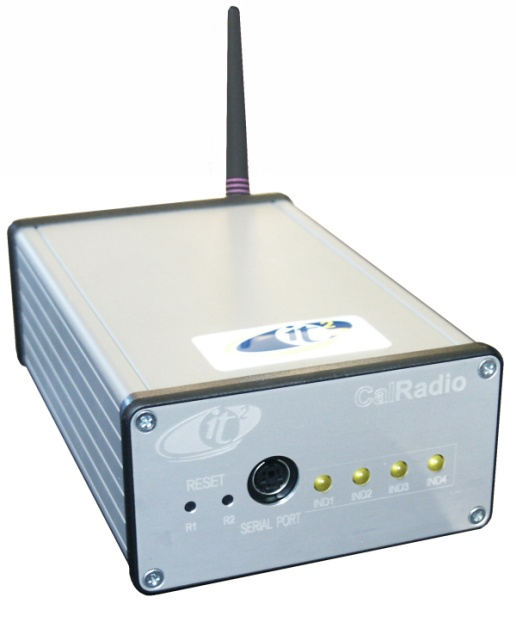 it²
it²
CalRadio
RESET
R1 R2
SERIAL PORT
IND1 IND2 IND3 IND4